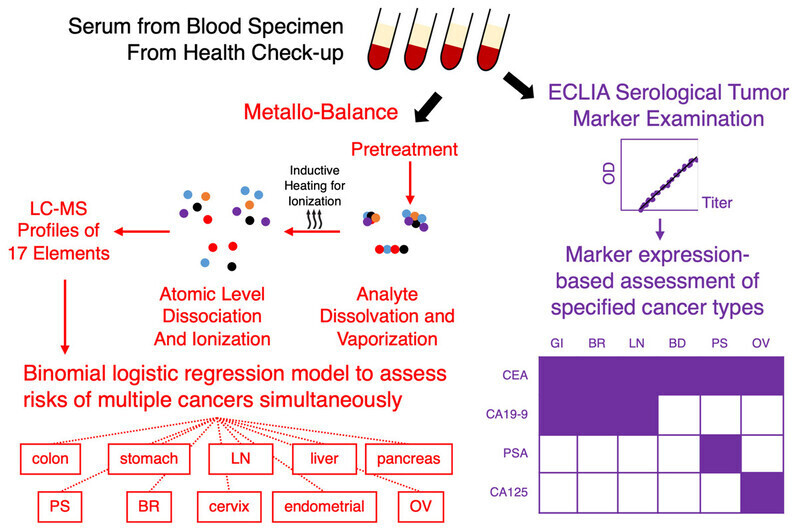 Serum from Blood Specimen
From Health Check-up
Metallo-Balance
Pretreatment
Inductive
Heating for
Ionization
LC-MS
Profiles of
17 Elements
Atomic Level
Dissociation
And Ionization
Analyte
Dissolvation and
Vaporization
Binomial logistic regression model to assess
risks of multiple cancers simultaneously
colon
stomach
LN
liver
pancreas
PS
BR
cervix
endometrial
OV
ECLIA Serological Tumor
Marker Examination
OD
Titer
Marker expression-
based assessment of
specified cancer types
GI BR LN BD PS OV
CEA
CA19-9
PSA
CA125